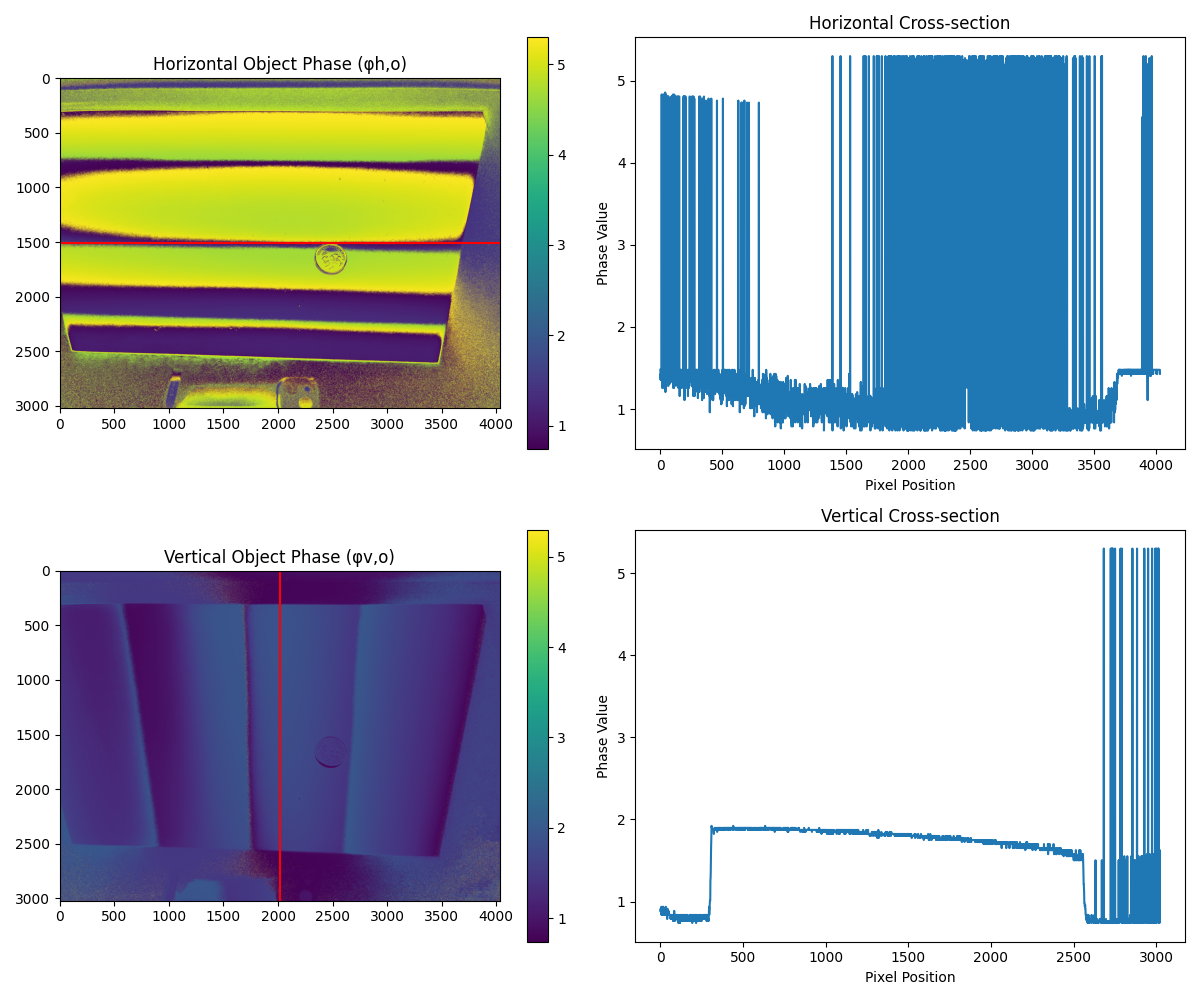 Horizontal Object Phase (φh,o)
0
500
1000
1500
2000
2500
3000
0 500 1000 1500 2000 2500 3000 3500 4000
5
4
3
2
1
Horizontal Cross-section
Phase Value
5
4
3
2
1
0 500 1000 1500 2000 2500 3000 3500 4000
Pixel Position
Vertical Object Phase (φv,o)
0
500
1000
1500
2000
2500
3000
0 500 1000 1500 2000 2500 3000 3500 4000
5
4
3
2
1
Vertical Cross-section
Phase Value
5
4
3
2
1
0 500 1000 1500 2000 2500 3000
Pixel Position